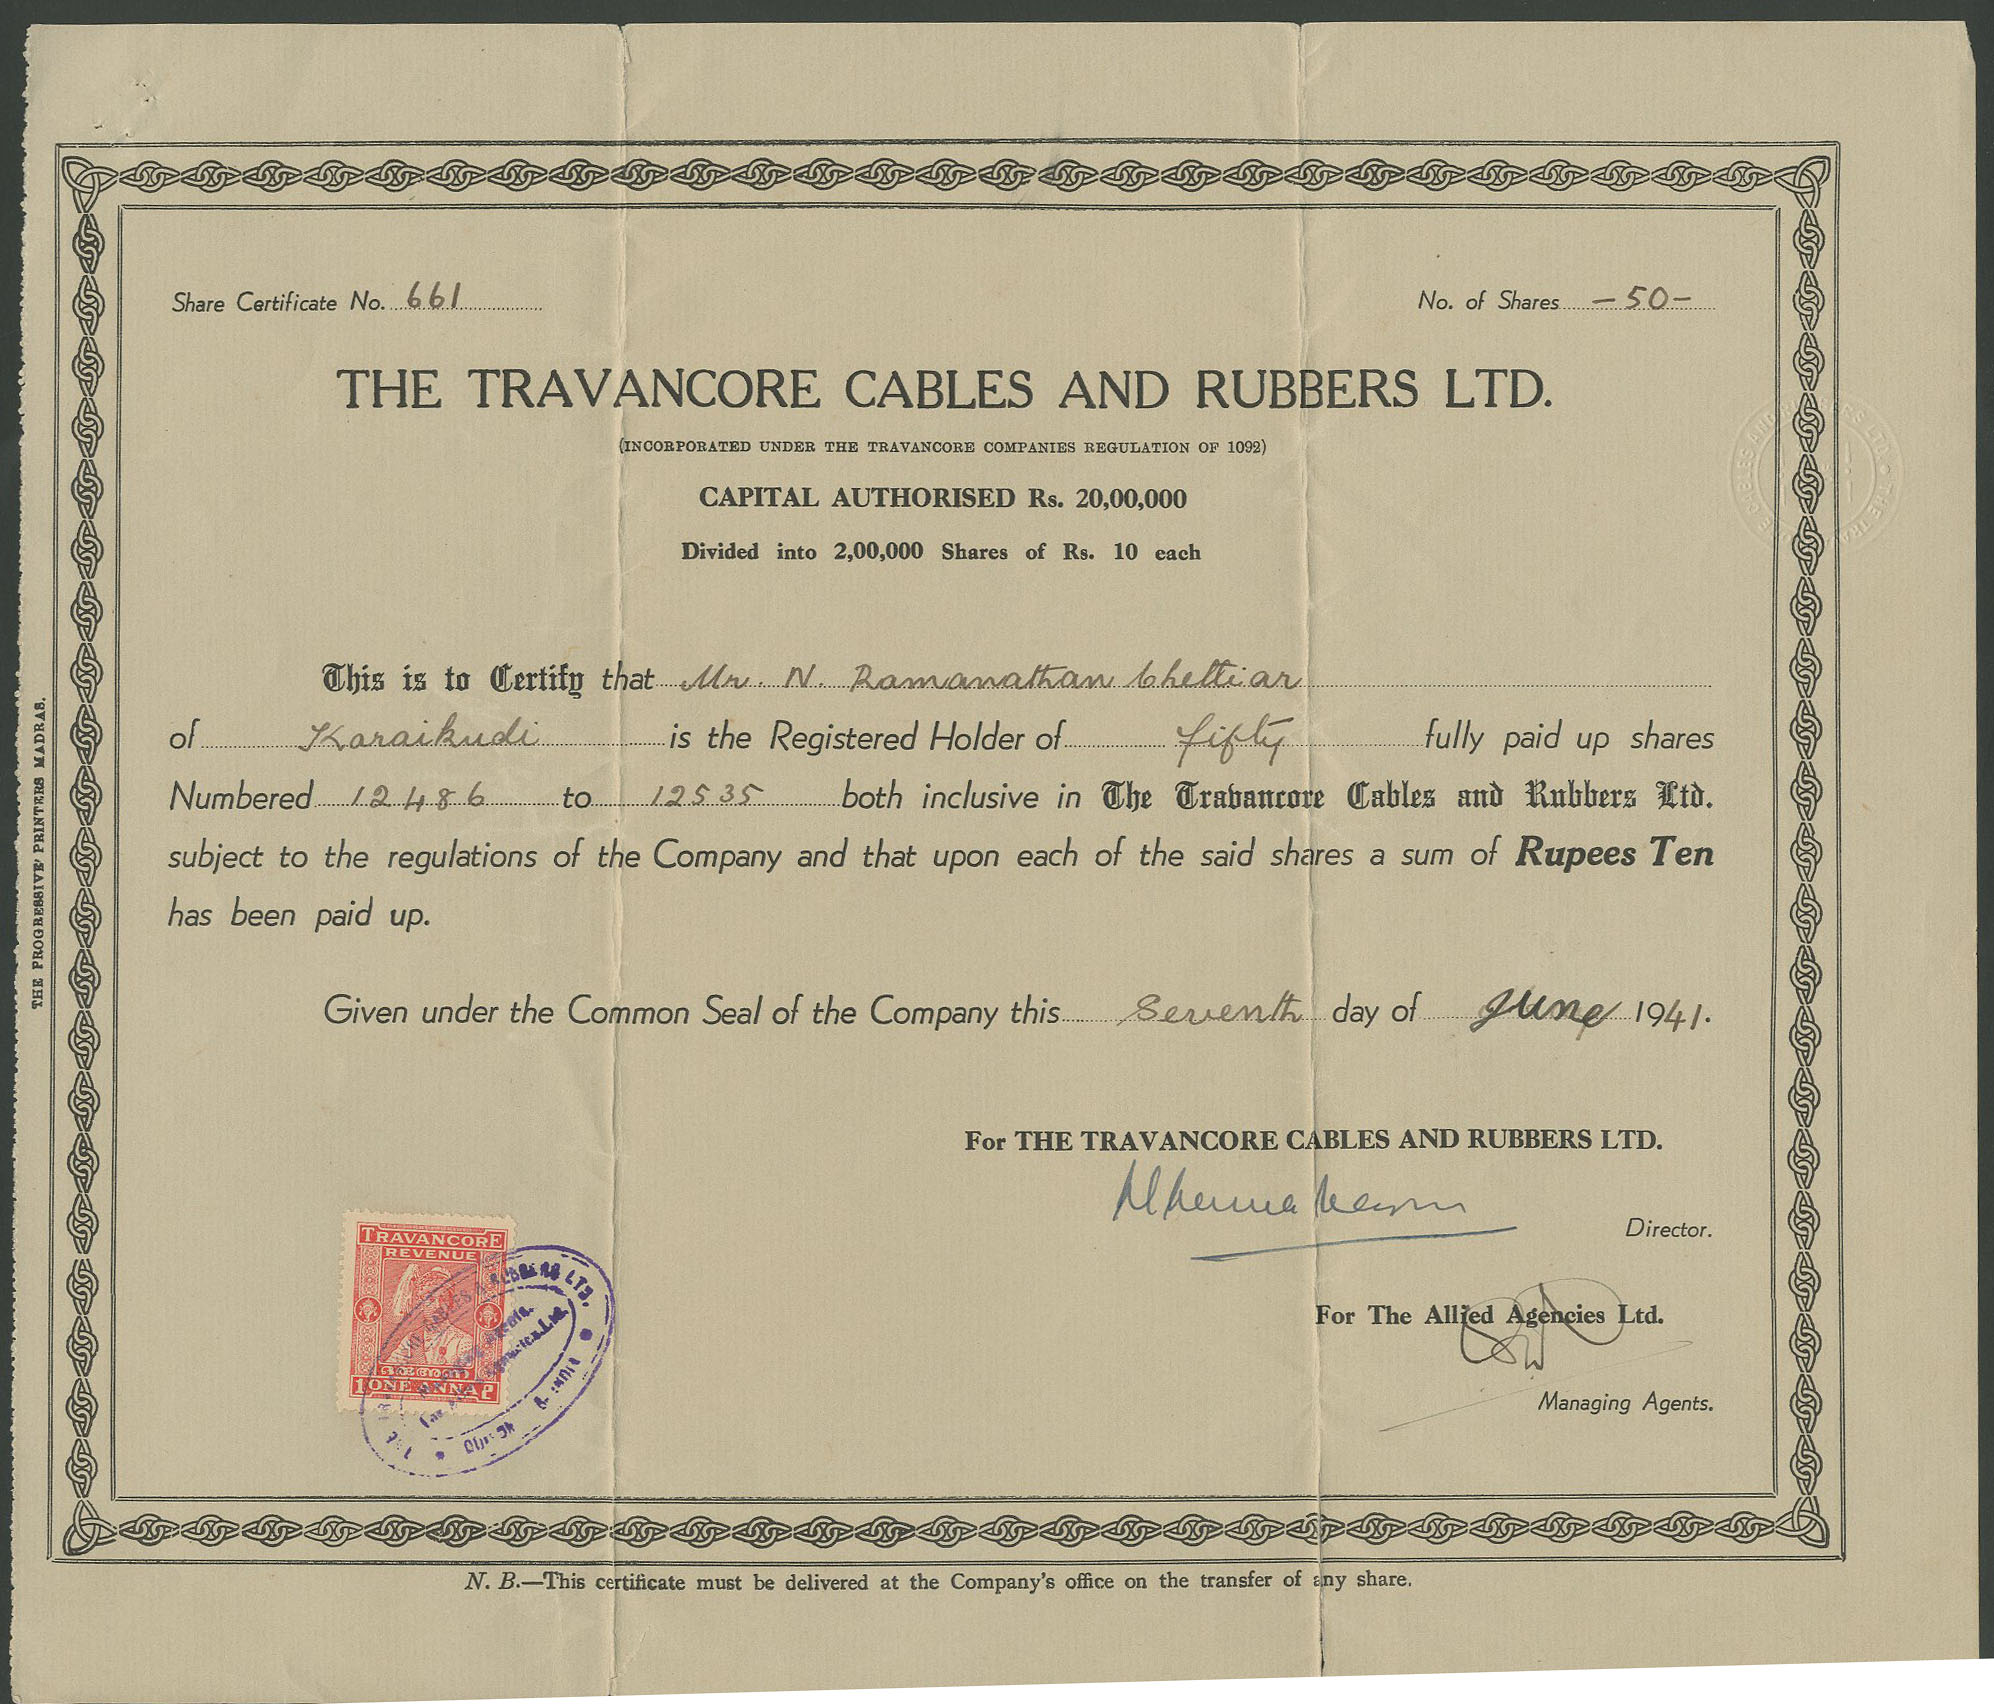 Share Certificate No. 661
No. of Shares -50-
THE TRAVANCORE CABLES AND RUBBERS LTD.
(INCORPORATED UNDER THE TRAVANCORE COMPANIES REGULATION OF 1092)
CAPITAL AUTHORISED Rs. 20,00,000
Divided into 2,00,000 Shares of Rs. 10 each
This is to Certify that Mr. N. Ramanathan Chettiar
of Karaikudi is the Registered Holder of fifty fully paid up shares
Numbered 12486 to 12535 both inclusive in The Travancore Cables and Rubbers Ltd.
subject to the regulations of the Company and that upon each of the said shares a sum of Rupees Ten
has been paid up.
Given under the Common Seal of the Company this Seventh day of June 1941.
For THE TRAVANCORE CABLES AND RUBBERS LTD.
Director.
For The Allied Agencies Ltd.
Managing Agents.
TRAVANCORE
REVENUE
ONE ANNA
RUBBERS LTD.
N. B.—This certificate must be delivered at the Company's office on the transfer of any share.
THE PROGRESSIVE PRINTERS MADRAS.
CABLES AND LTD. THE TRA